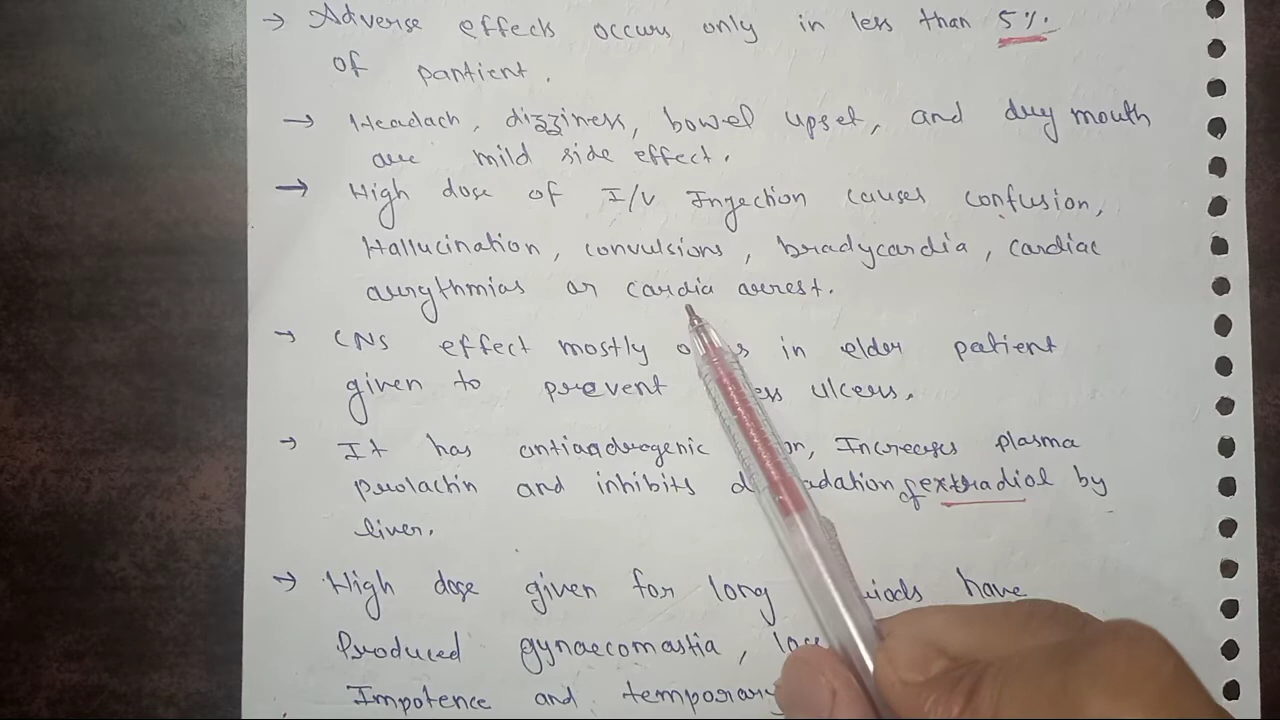 → Adverse effects occurs only in less than 5%.
of pantient.
→ Headach, dizziness, bowel upset, and dry mouth
are mild side effect.
→ High dose of I/V Ingection causes confusion,
Hallucination, convulsions, bradycardia, cardiac
arrythmias or cardia arrest.
→ CNS effect mostly in elder patient
given to prevent ulcers.
→ It has antiandrogenic Increases plasma
prolactin and inhibits of extradiol by
liver.
→ High dose given for long have
Produced gynaecomastia,
Impotence and temporary